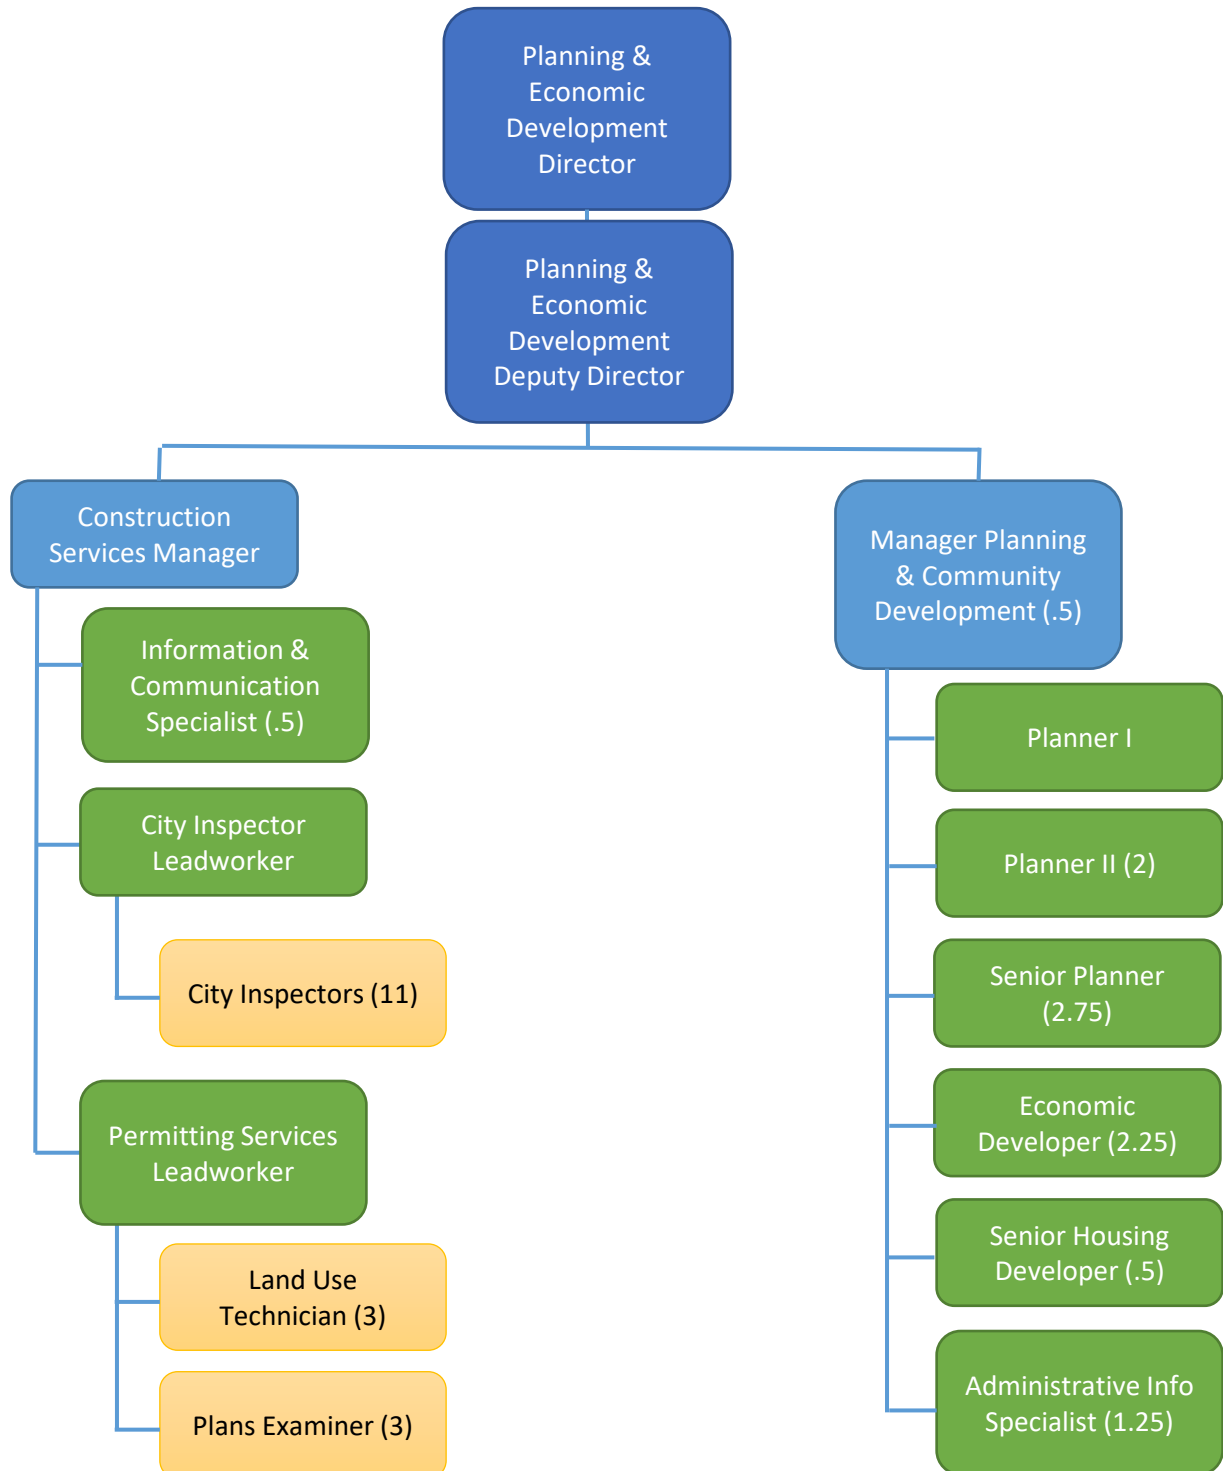 Planning &
Economic
Development
Director
Planning &
Economic
Development
Deputy Director
Construction
Services Manager
Information &
Communication
Specialist (.5)
City Inspector
Leadworker
City Inspectors (11)
Permitting Services
Leadworker
Land Use
Technician (3)
Plans Examiner (3)
Manager Planning
& Community
Development (.5)
Planner I
Planner II (2)
Senior Planner
(2.75)
Economic
Developer (2.25)
Senior Housing
Developer (.5)
Administrative Info
Specialist (1.25)